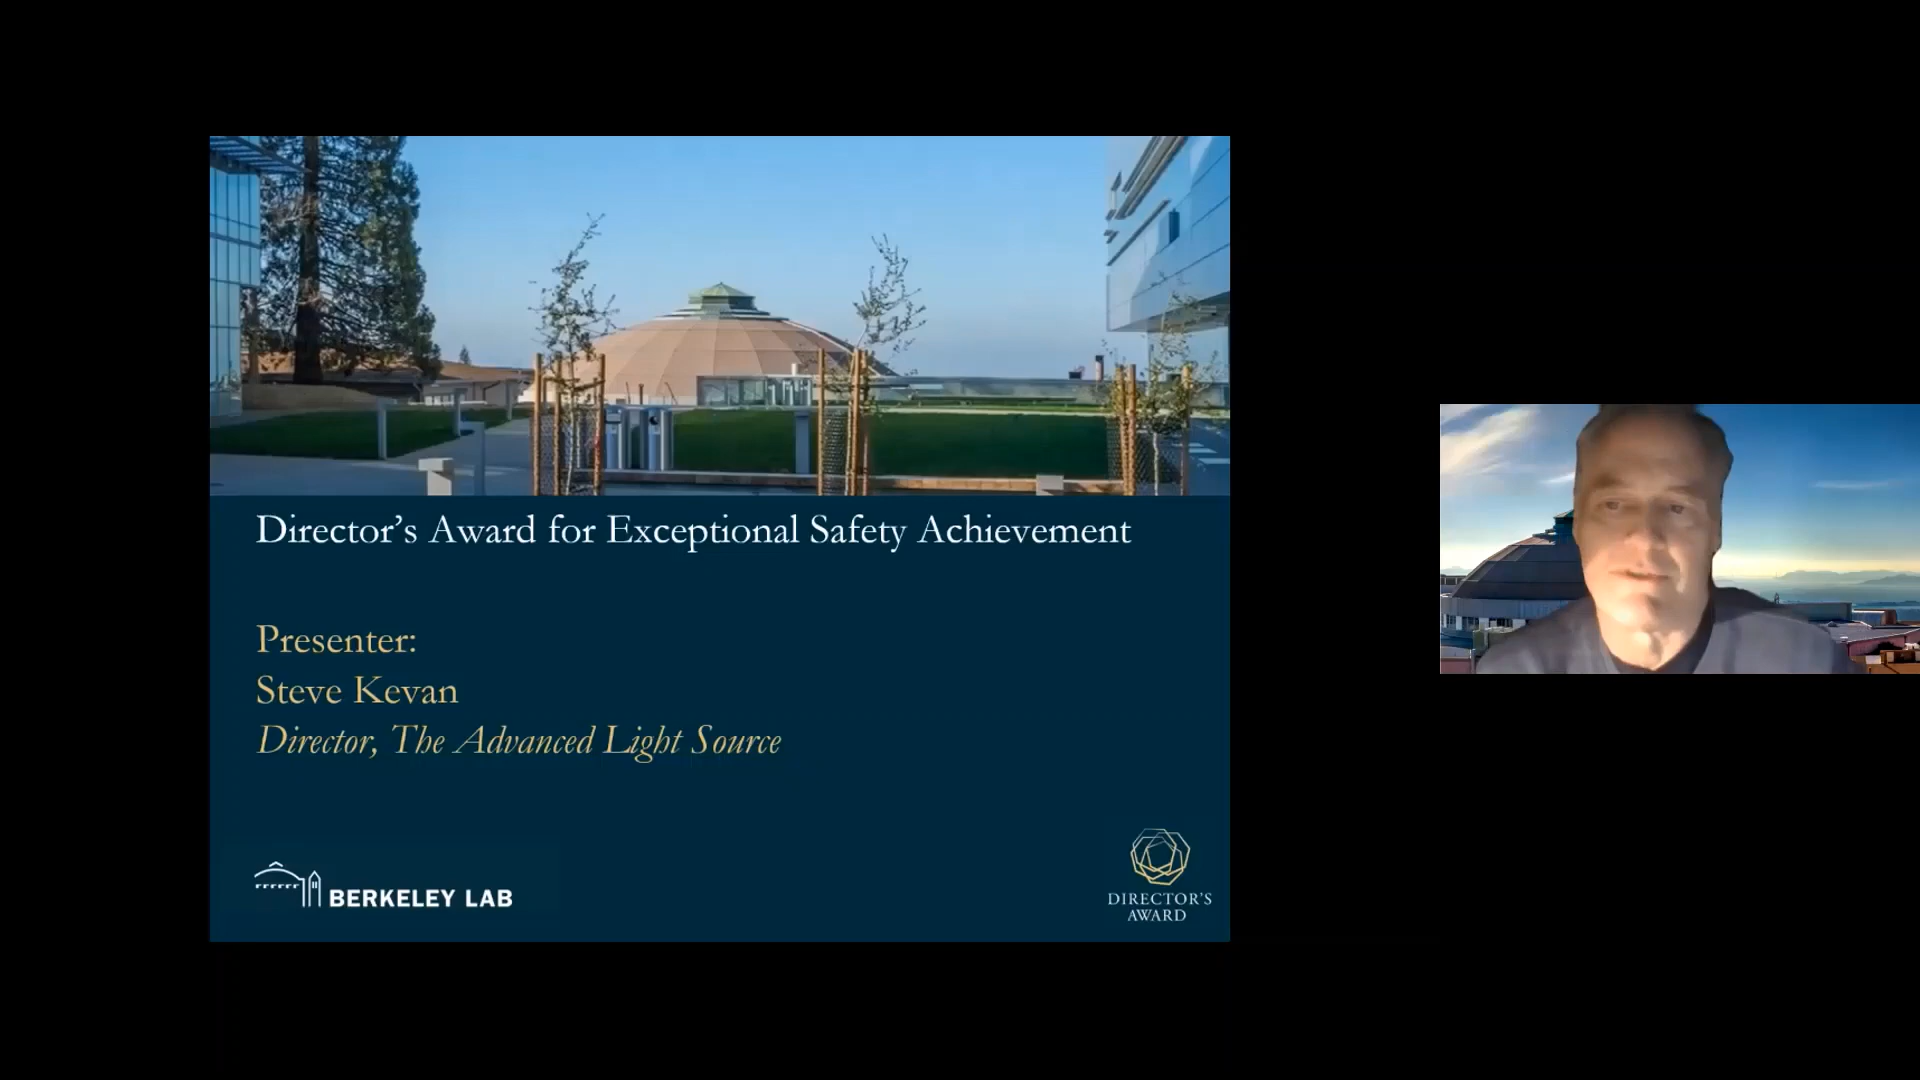 Director’s Award for Exceptional Safety Achievement
Presenter:
Steve Kevan
Director, The Advanced Light Source
BERKELEY LAB
DIRECTOR’S
AWARD